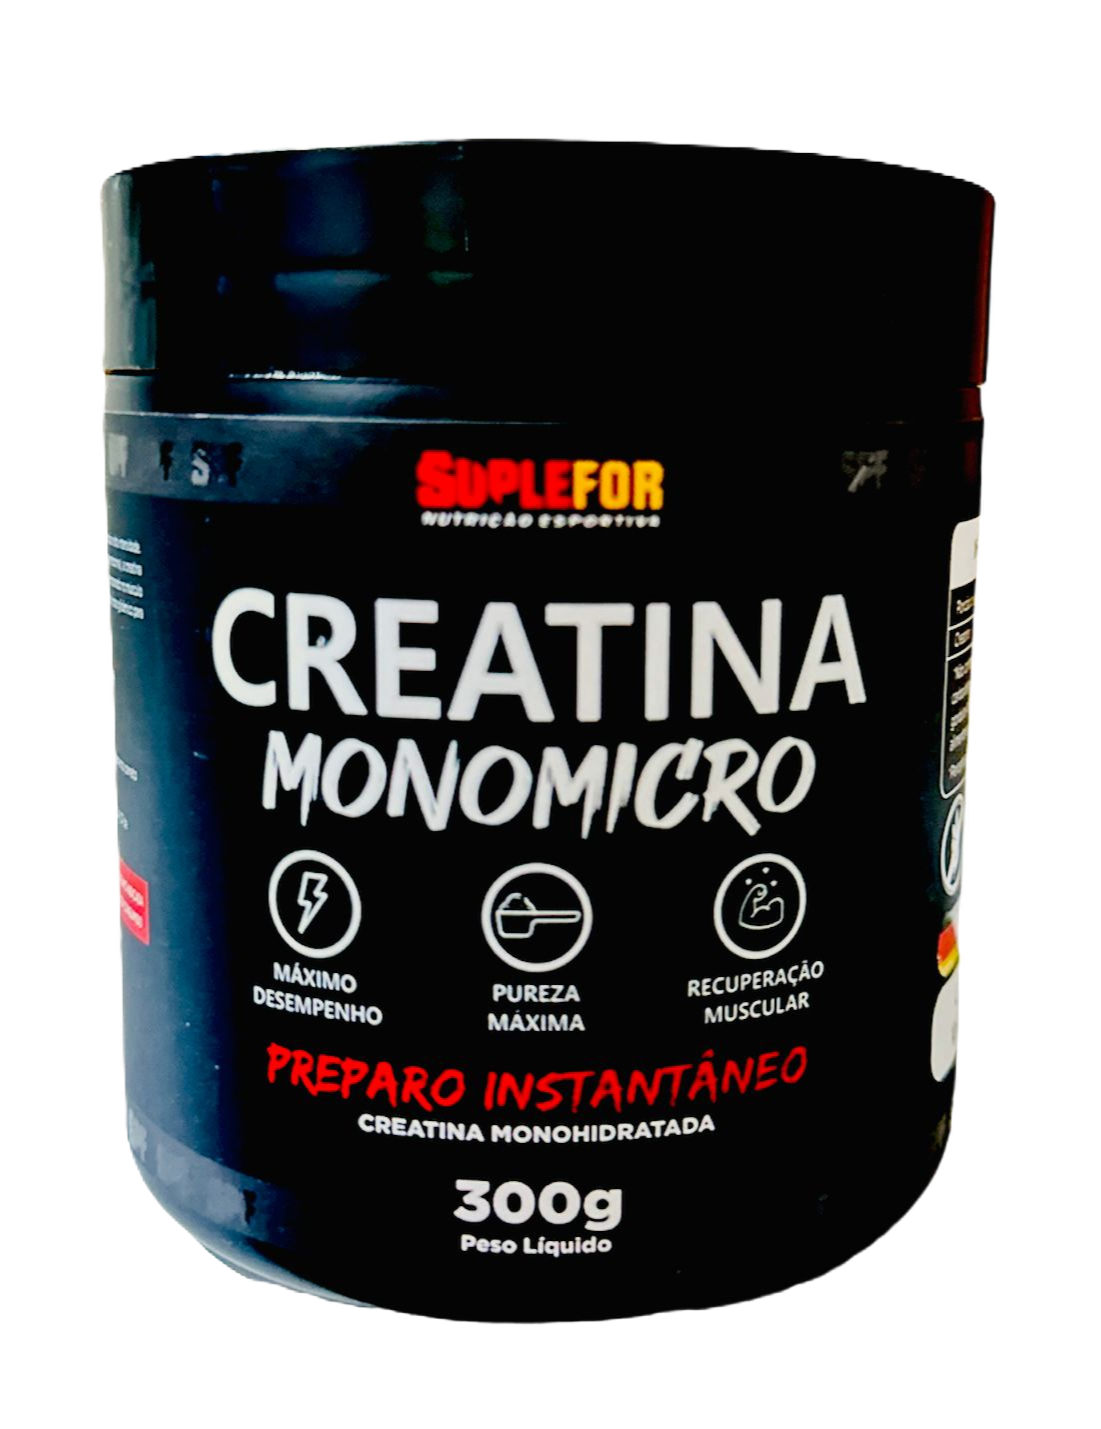 SUPLEFOR
NUTRIÇÃO ESPORTIVA
CREATINA
MONOMICRO
MÁXIMO
DESEMPENHO
PUREZA
MÁXIMA
RECUPERAÇÃO
MUSCULAR
PREPARO INSTANTÂNEO
CREATINA MONOHIDRATADA
300g
Peso Líquido